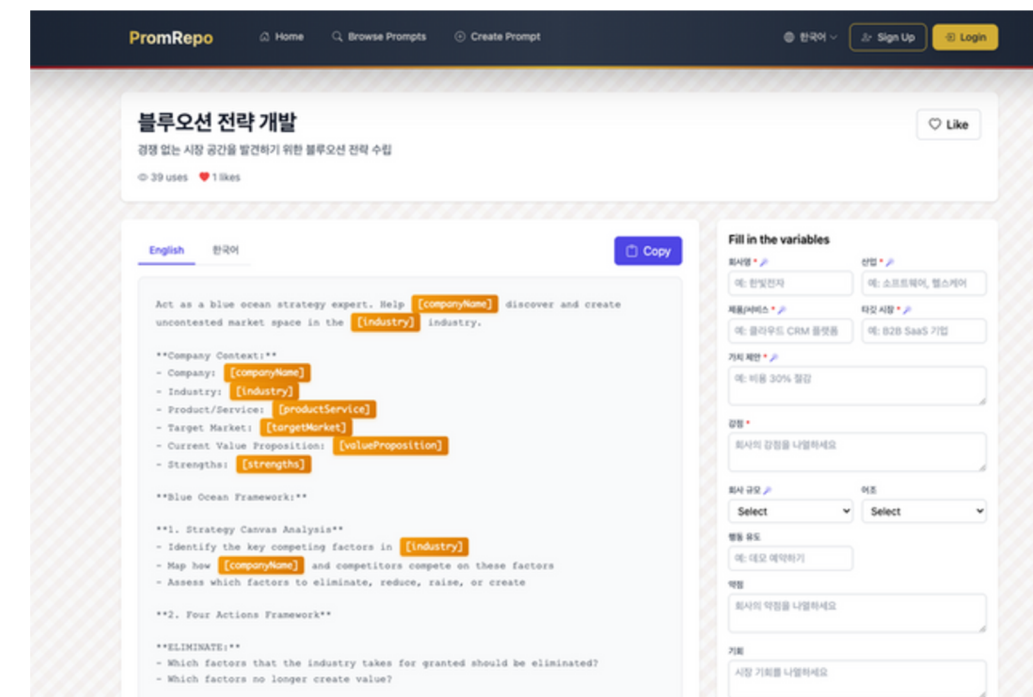 PromRepo
Home
Browse Prompts
Create Prompt
한국어
Sign Up
Login
블루오션 전략 개발
경쟁 없는 시장 공간을 발견하기 위한 블루오션 전략 수립
39 uses
1 likes
Like
English
한국어
Copy
Act as a blue ocean strategy expert. Help [companyName] discover and create
uncontested market space in the [industry] industry.
**Company Context:**
- Company: [companyName]
- Industry: [industry]
- Product/Service: [productService]
- Target Market: [targetMarket]
- Current Value Proposition: [valueProposition]
- Strengths: [strengths]
**Blue Ocean Framework:**
**1. Strategy Canvas Analysis**
- Identify the key competing factors in [industry]
- Map how [companyName] and competitors compete on these factors
- Assess which factors to eliminate, reduce, raise, or create
**2. Four Actions Framework**
**ELIMINATE:**
- Which factors that the industry takes for granted should be eliminated?
- Which factors no longer create value?
Fill in the variables
회사명 *
산업 *
예: 한빛전자
예: 소프트웨어, 헬스케어
제품/서비스 *
타깃 시장 *
예: 클라우드 CRM 플랫폼
예: B2B SaaS 기업
가치 제안 *
예: 비용 30% 절감
강점 *
회사의 강점을 나열하세요
회사 규모
어조
Select
Select
행동 유도
예: 데모 예약하기
약점
회사의 약점을 나열하세요
기회
시장 기회를 나열하세요